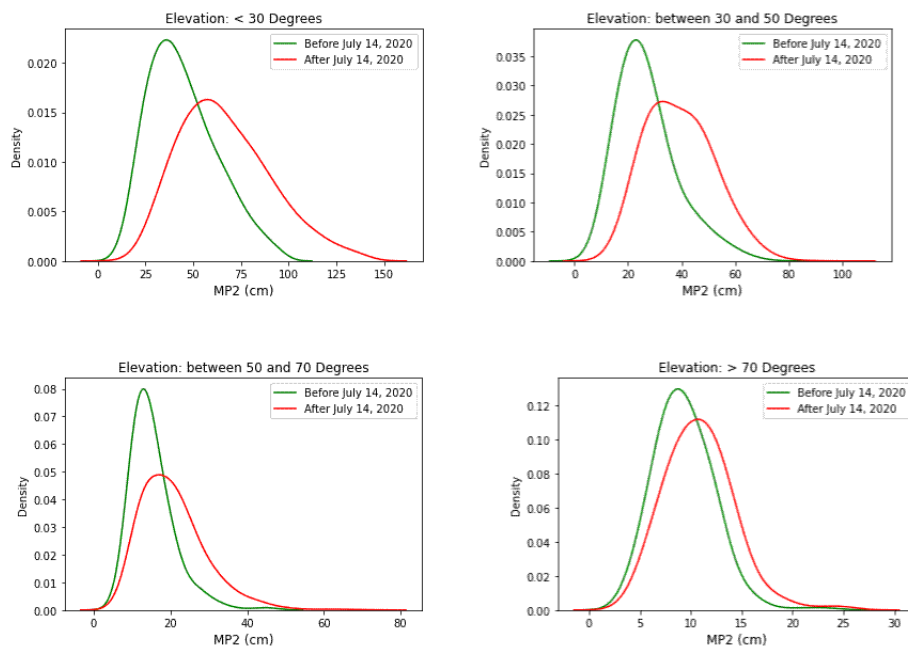 Elevation: < 30 Degrees
Before July 14, 2020
After July 14, 2020
Density
0.020
0.015
0.010
0.005
0.000
0
25
50
75
100
125
150
MP2 (cm)
Elevation: between 30 and 50 Degrees
Before July 14, 2020
After July 14, 2020
Density
0.035
0.030
0.025
0.020
0.015
0.010
0.005
0.000
0
20
40
60
80
100
MP2 (cm)
Elevation: between 50 and 70 Degrees
Before July 14, 2020
After July 14, 2020
Density
0.08
0.07
0.06
0.05
0.04
0.03
0.02
0.01
0.00
0
20
40
60
80
MP2 (cm)
Elevation: > 70 Degrees
Before July 14, 2020
After July 14, 2020
Density
0.12
0.10
0.08
0.06
0.04
0.02
0.00
0
5
10
15
20
25
30
MP2 (cm)